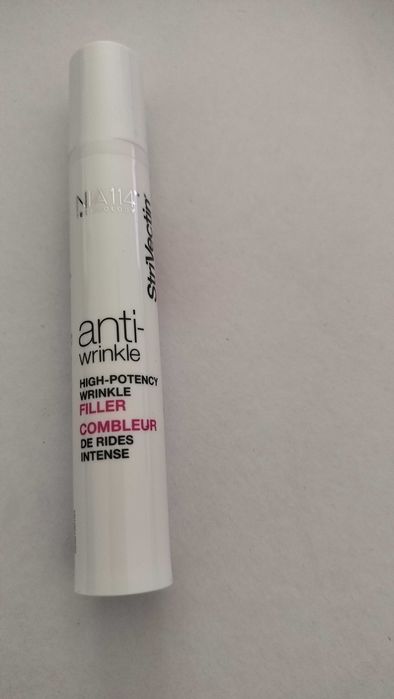 NIA114
StriVectin
anti-
wrinkle
HIGH-POTENCY
WRINKLE
FILLER
COMBLEUR
DE RIDES
INTENSE